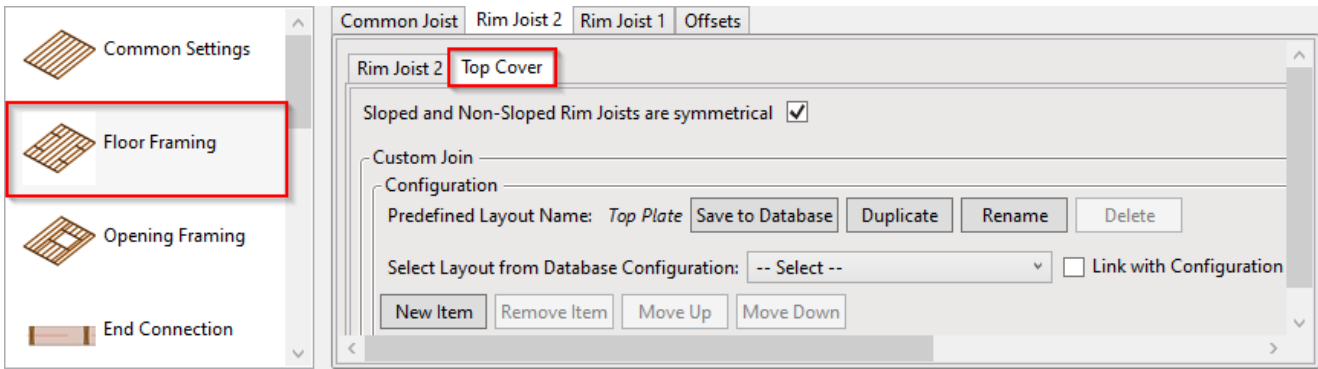 Common Settings
Floor Framing
Opening Framing
End Connection
Common Joist Rim Joist 2 Rim Joist 1 Offsets
Rim Joist 2 Top Cover
Sloped and Non-Sloped Rim Joists are symmetrical
Custom Join
Configuration
Predefined Layout Name: Top Plate Save to Database Duplicate Rename Delete
Select Layout from Database Configuration: -- Select -- Link with Configuration
New Item Remove Item Move Up Move Down